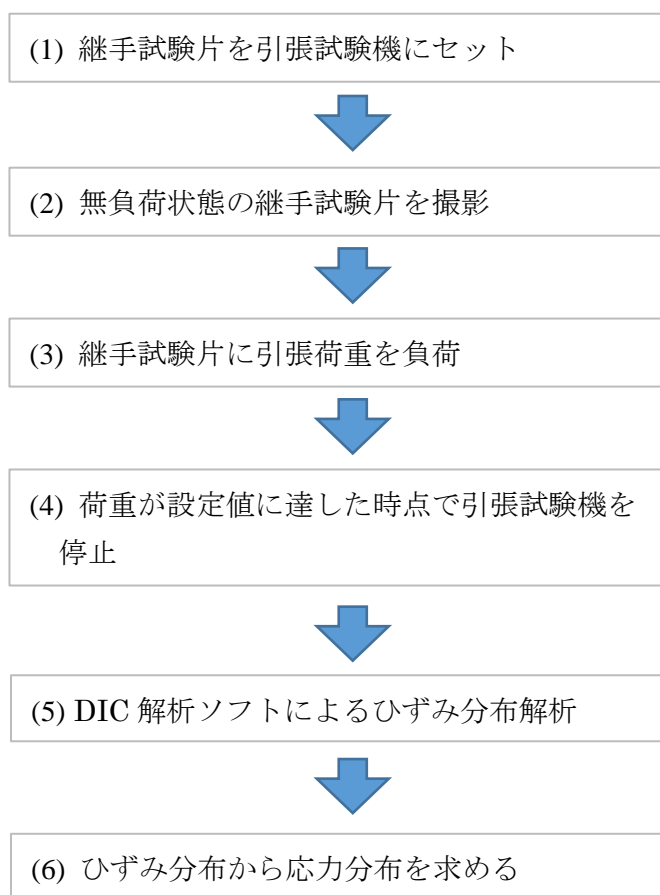 (1) 継手試験片を引張試験機にセット
(2) 無負荷状態の継手試験片を撮影
(3) 継手試験片に引張荷重を負荷
(4) 荷重が設定値に達した時点で引張試験機を
停止
(5) DIC 解析ソフトによるひずみ分布解析
(6) ひずみ分布から応力分布を求める